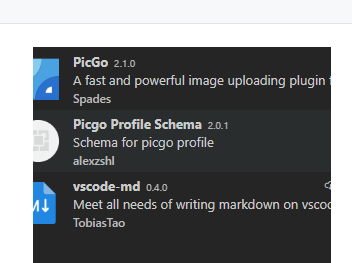 PicGo 2.1.0
A fast and powerful image uploading plugin
Spades
Picgo Profile Schema 2.0.1
Schema for picgo profile
alexzshl
vscode-md 0.4.0
M↓
Meet all needs of writing markdown on vscod
TobiasTao